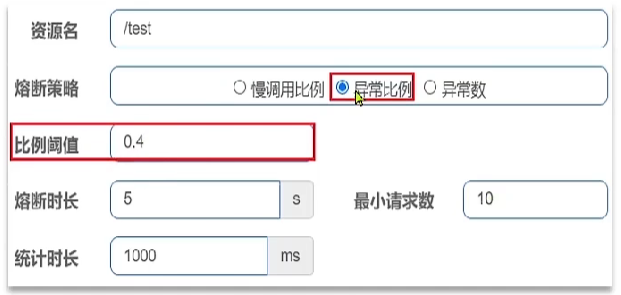 资源名 /test
熔断策略 慢调用比例 异常比例 异常数
比例阈值 0.4
熔断时长 5 s 最小请求数 10
统计时长 1000 ms